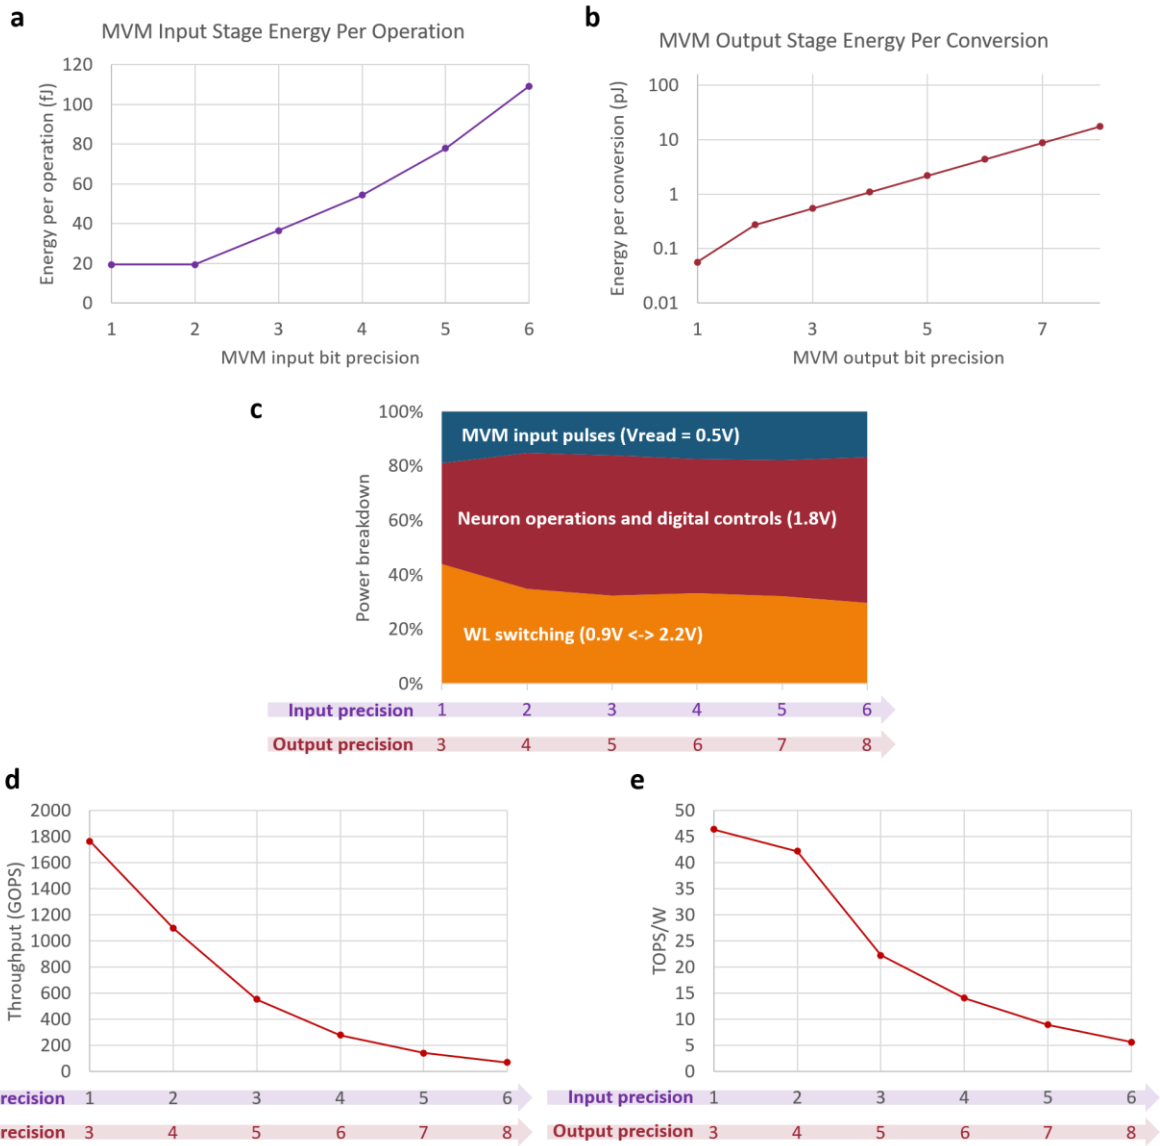 a
MVM Input Stage Energy Per Operation
Energy per operation (fJ)
120
100
80
60
40
20
0
1 2 3 4 5 6
MVM input bit precision
b
MVM Output Stage Energy Per Conversion
Energy per conversion (pJ)
100
10
1
0.1
0.01
1 3 5 7
MVM output bit precision
c
Power breakdown
100%
80%
60%
40%
20%
0%
MVM input pulses (Vread = 0.5V)
Neuron operations and digital controls (1.8V)
WL switching (0.9V <-> 2.2V)
Input precision 1 2 3 4 5 6
Output precision 3 4 5 6 7 8
d
Throughput (GOPS)
2000
1800
1600
1400
1200
1000
800
600
400
200
0
recision 1 2 3 4 5 6
recision 3 4 5 6 7 8
e
TOPS/W
50
45
40
35
30
25
20
15
10
5
0
Input precision 1 2 3 4 5 6
Output precision 3 4 5 6 7 8